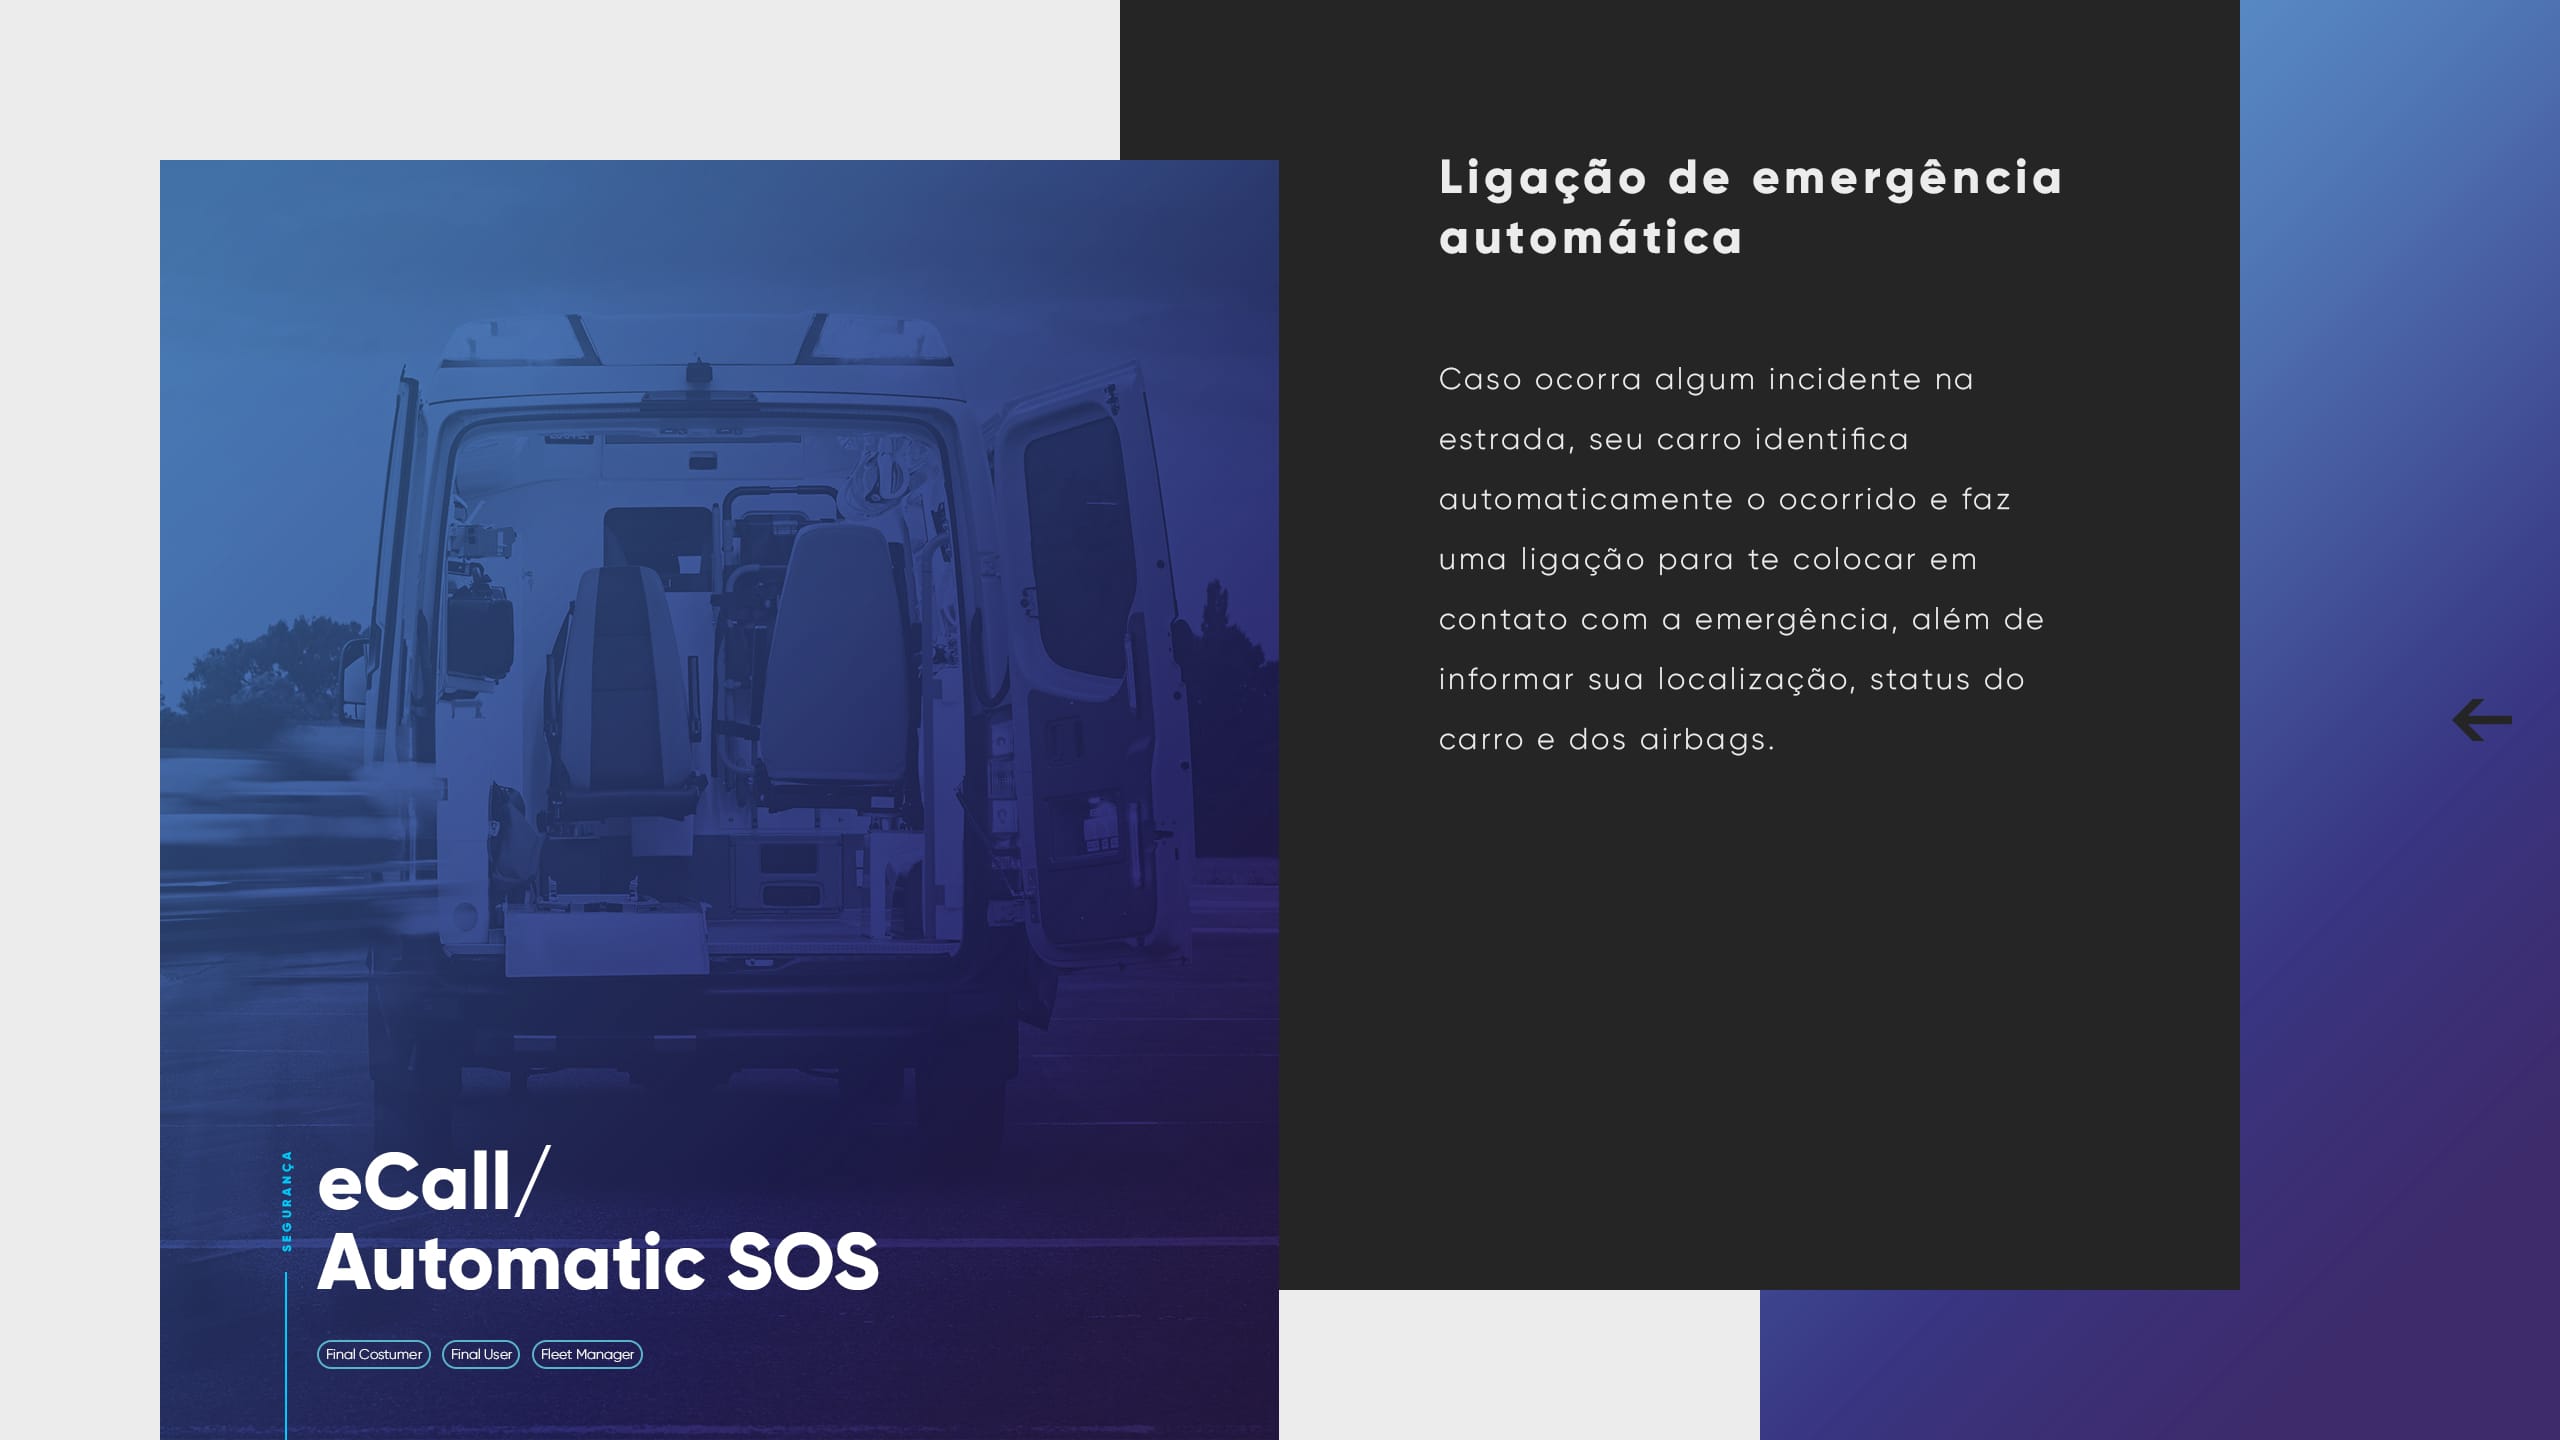 SEGURANÇA
eCall/
Automatic SOS
Final Costumer
Final User
Fleet Manager
Ligação de emergência
automática
Caso ocorra algum incidente na
estrada, seu carro identifica
automaticamente o ocorrido e faz
uma ligação para te colocar em
contato com a emergência, além de
informar sua localização, status do
carro e dos airbags.